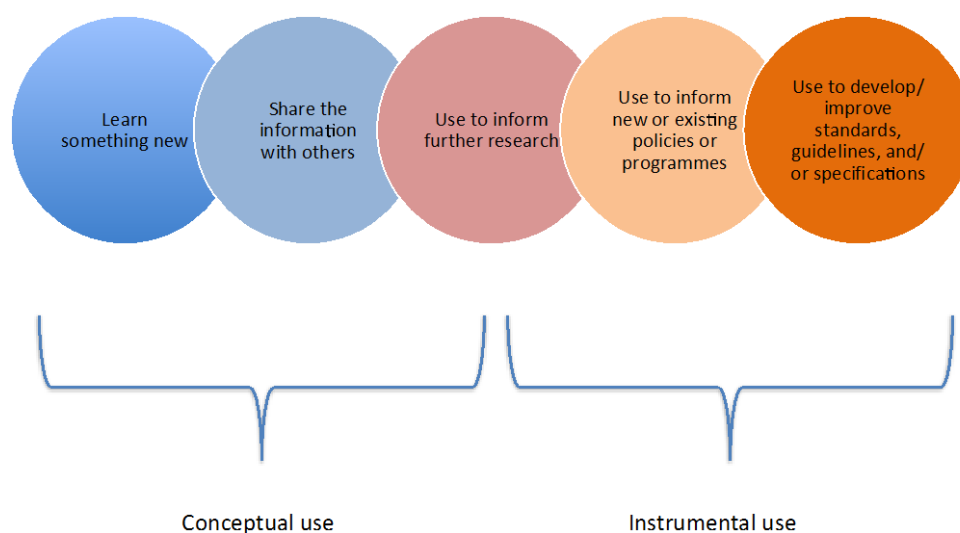 Learn
something new
Share the
information
with others
Use to inform
further research
Use to inform
new or existing
policies or
programmes
Use to develop/
improve
standards,
guidelines, and/
or specifications
Conceptual use
Instrumental use